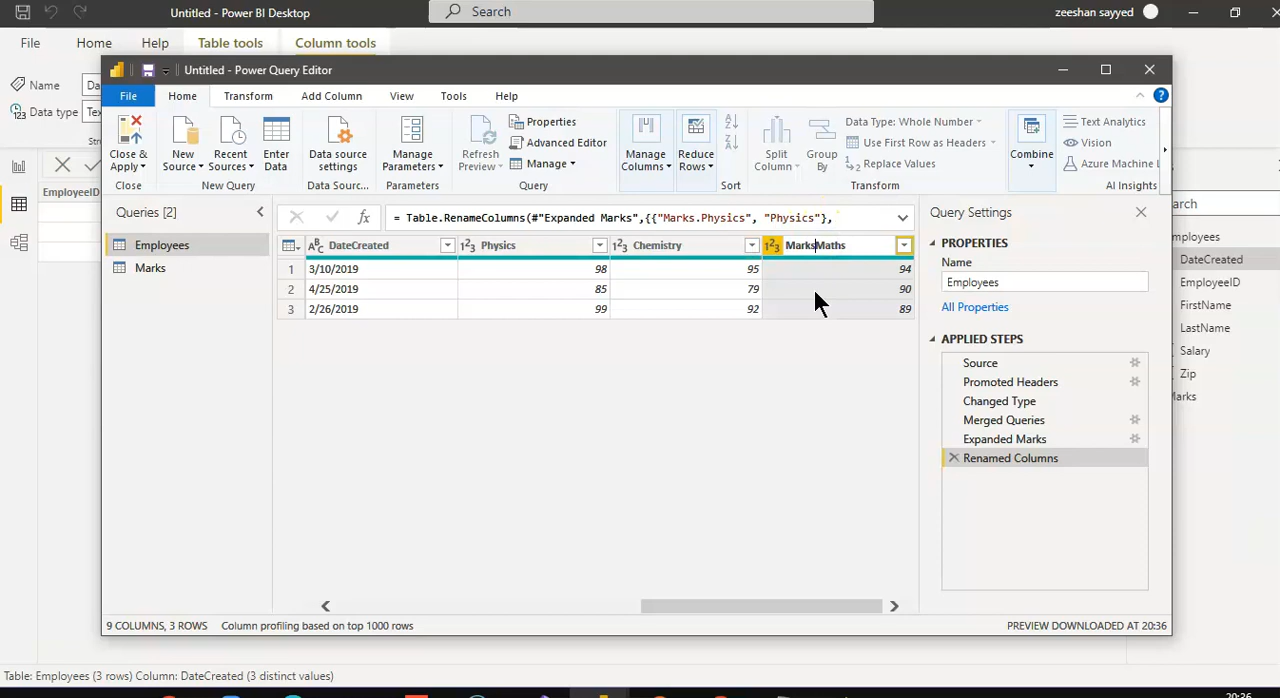 Untitled - Power BI Desktop
Search
zeeshan sayyed
File
Home
Help
Table tools
Column tools
Name
Da
Data type
Tex
Str
EmployeeID
Untitled - Power Query Editor
File
Home
Transform
Add Column
View
Tools
Help
Close & Apply
Close
New Source
Recent Sources
Enter Data
New Query
Data source settings
Data Sourc...
Manage Parameters
Parameters
Refresh Preview
Properties
Advanced Editor
Manage
Query
Manage Columns
Reduce Rows
Sort
Split Column
Group By
Data Type: Whole Number
Use First Row as Headers
Replace Values
Transform
Combine
Text Analytics
Vision
Azure Machine L
AI Insights
Queries [2]
Employees
Marks
fx
= Table.RenameColumns(#"Expanded Marks",{{"Marks.Physics", "Physics"},
DateCreated
Physics
Chemistry
MarksMaths
1 3/10/2019 98 95 94
2 4/25/2019 85 79 90
3 2/26/2019 99 92 89
Query Settings
PROPERTIES
Name
Employees
All Properties
APPLIED STEPS
Source
Promoted Headers
Changed Type
Merged Queries
Expanded Marks
Renamed Columns
9 COLUMNS, 3 ROWS
Column profiling based on top 1000 rows
PREVIEW DOWNLOADED AT 20:36
arch
mployees
DateCreated
EmployeeID
FirstName
LastName
Salary
Zip
Marks
Table: Employees (3 rows) Column: DateCreated (3 distinct values)
20:36